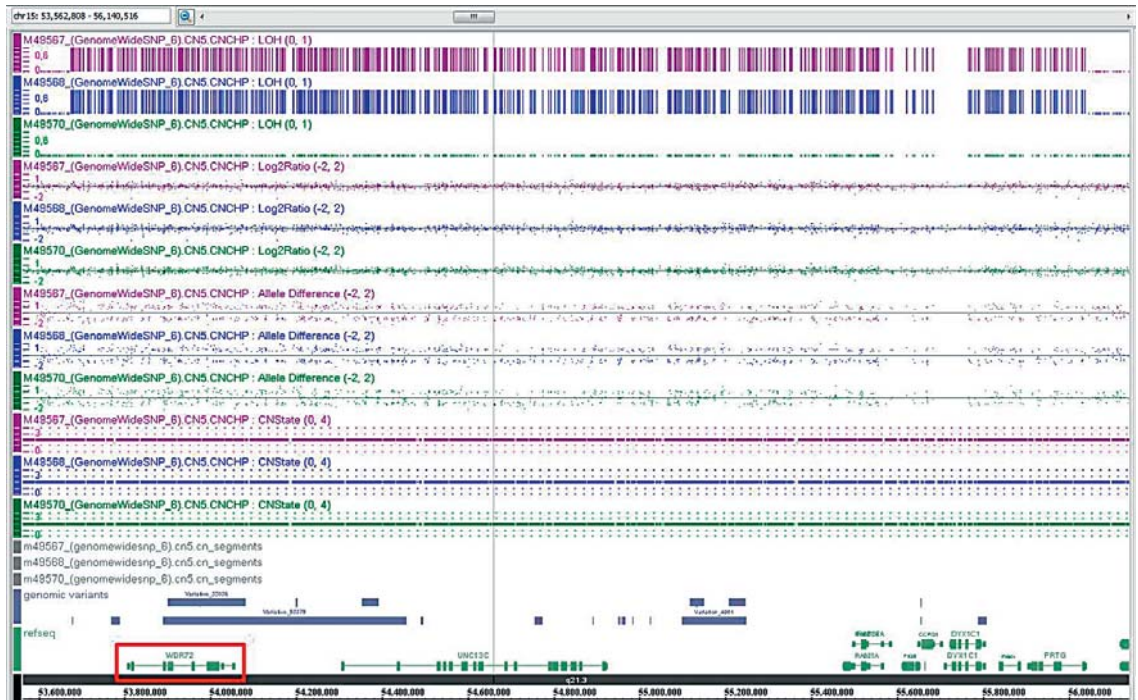 chr15: 53,562,808 - 56,140,516
M49567_(GenomeWideSNP_6).CN5.CNCHP : LOH (0, 1)
0,6
0
M49568_(GenomeWideSNP_6).CN5.CNCHP : LOH (0, 1)
0,6
0
M49570_(GenomeWideSNP_6).CN5.CNCHP : LOH (0, 1)
0,6
0
M49567_(GenomeWideSNP_6).CN5.CNCHP : Log2Ratio (-2, 2)
1
-2
M49568_(GenomeWideSNP_6).CN5.CNCHP : Log2Ratio (-2, 2)
1
-2
M49570_(GenomeWideSNP_6).CN5.CNCHP : Log2Ratio (-2, 2)
1
-2
M49567_(GenomeWideSNP_6).CN5.CNCHP : Allele Difference (-2, 2)
1
-2
M49568_(GenomeWideSNP_6).CN5.CNCHP : Allele Difference (-2, 2)
1
-2
M49570_(GenomeWideSNP_6).CN5.CNCHP : Allele Difference (-2, 2)
1
-2
M49567_(GenomeWideSNP_6).CN5.CNCHP : CNState (0, 4)
0
M49568_(GenomeWideSNP_6).CN5.CNCHP : CNState (0, 4)
0
M49570_(GenomeWideSNP_6).CN5.CNCHP : CNState (0, 4)
0
m49567_(genomewidesnp_6).cn5.cn_segments
m49568_(genomewidesnp_6).cn5.cn_segments
m49570_(genomewidesnp_6).cn5.cn_segments
genomic variants
refseq
CCPG1 DYX1C1
WDR72 UNC13C RAB27A DYX1C1 PRTG
q21.3
53,600,000 53,800,000 54,000,000 54,200,000 54,400,000 54,600,000 54,800,000 55,000,000 55,200,000 55,400,000 55,600,000 55,800,000 56,000,000